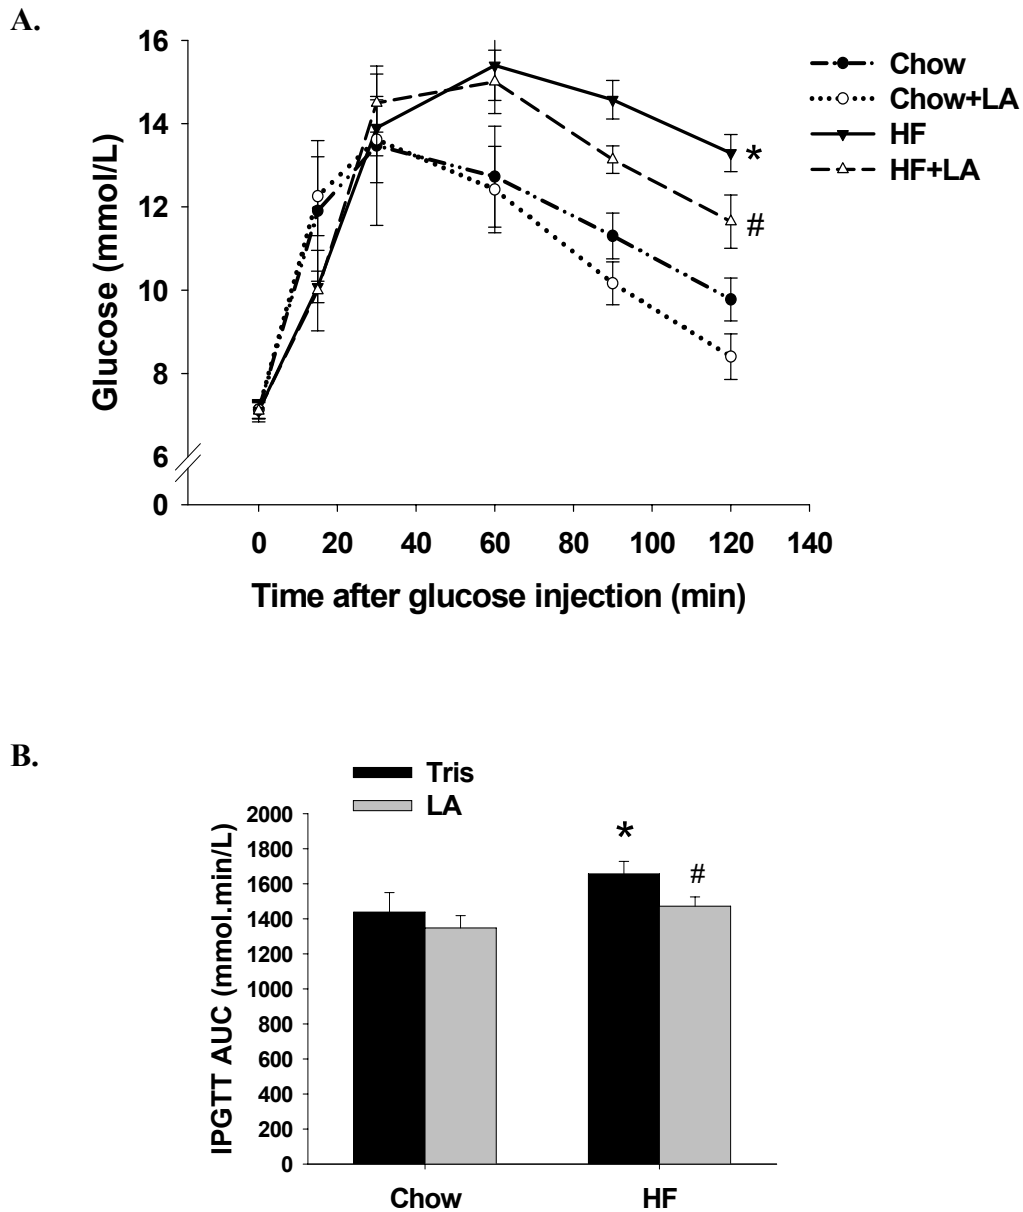 A.
16
14
12
10
8
6
0
Glucose (mmol/L)
Chow
Chow+LA
HF
HF+LA
*
#
0 20 40 60 80 100 120 140
Time after glucose injection (min)
B.
Tris
LA
2000
1800
1600
1400
1200
1000
800
600
400
200
0
IPGTT AUC (mmol.min/L)
*
#
Chow HF